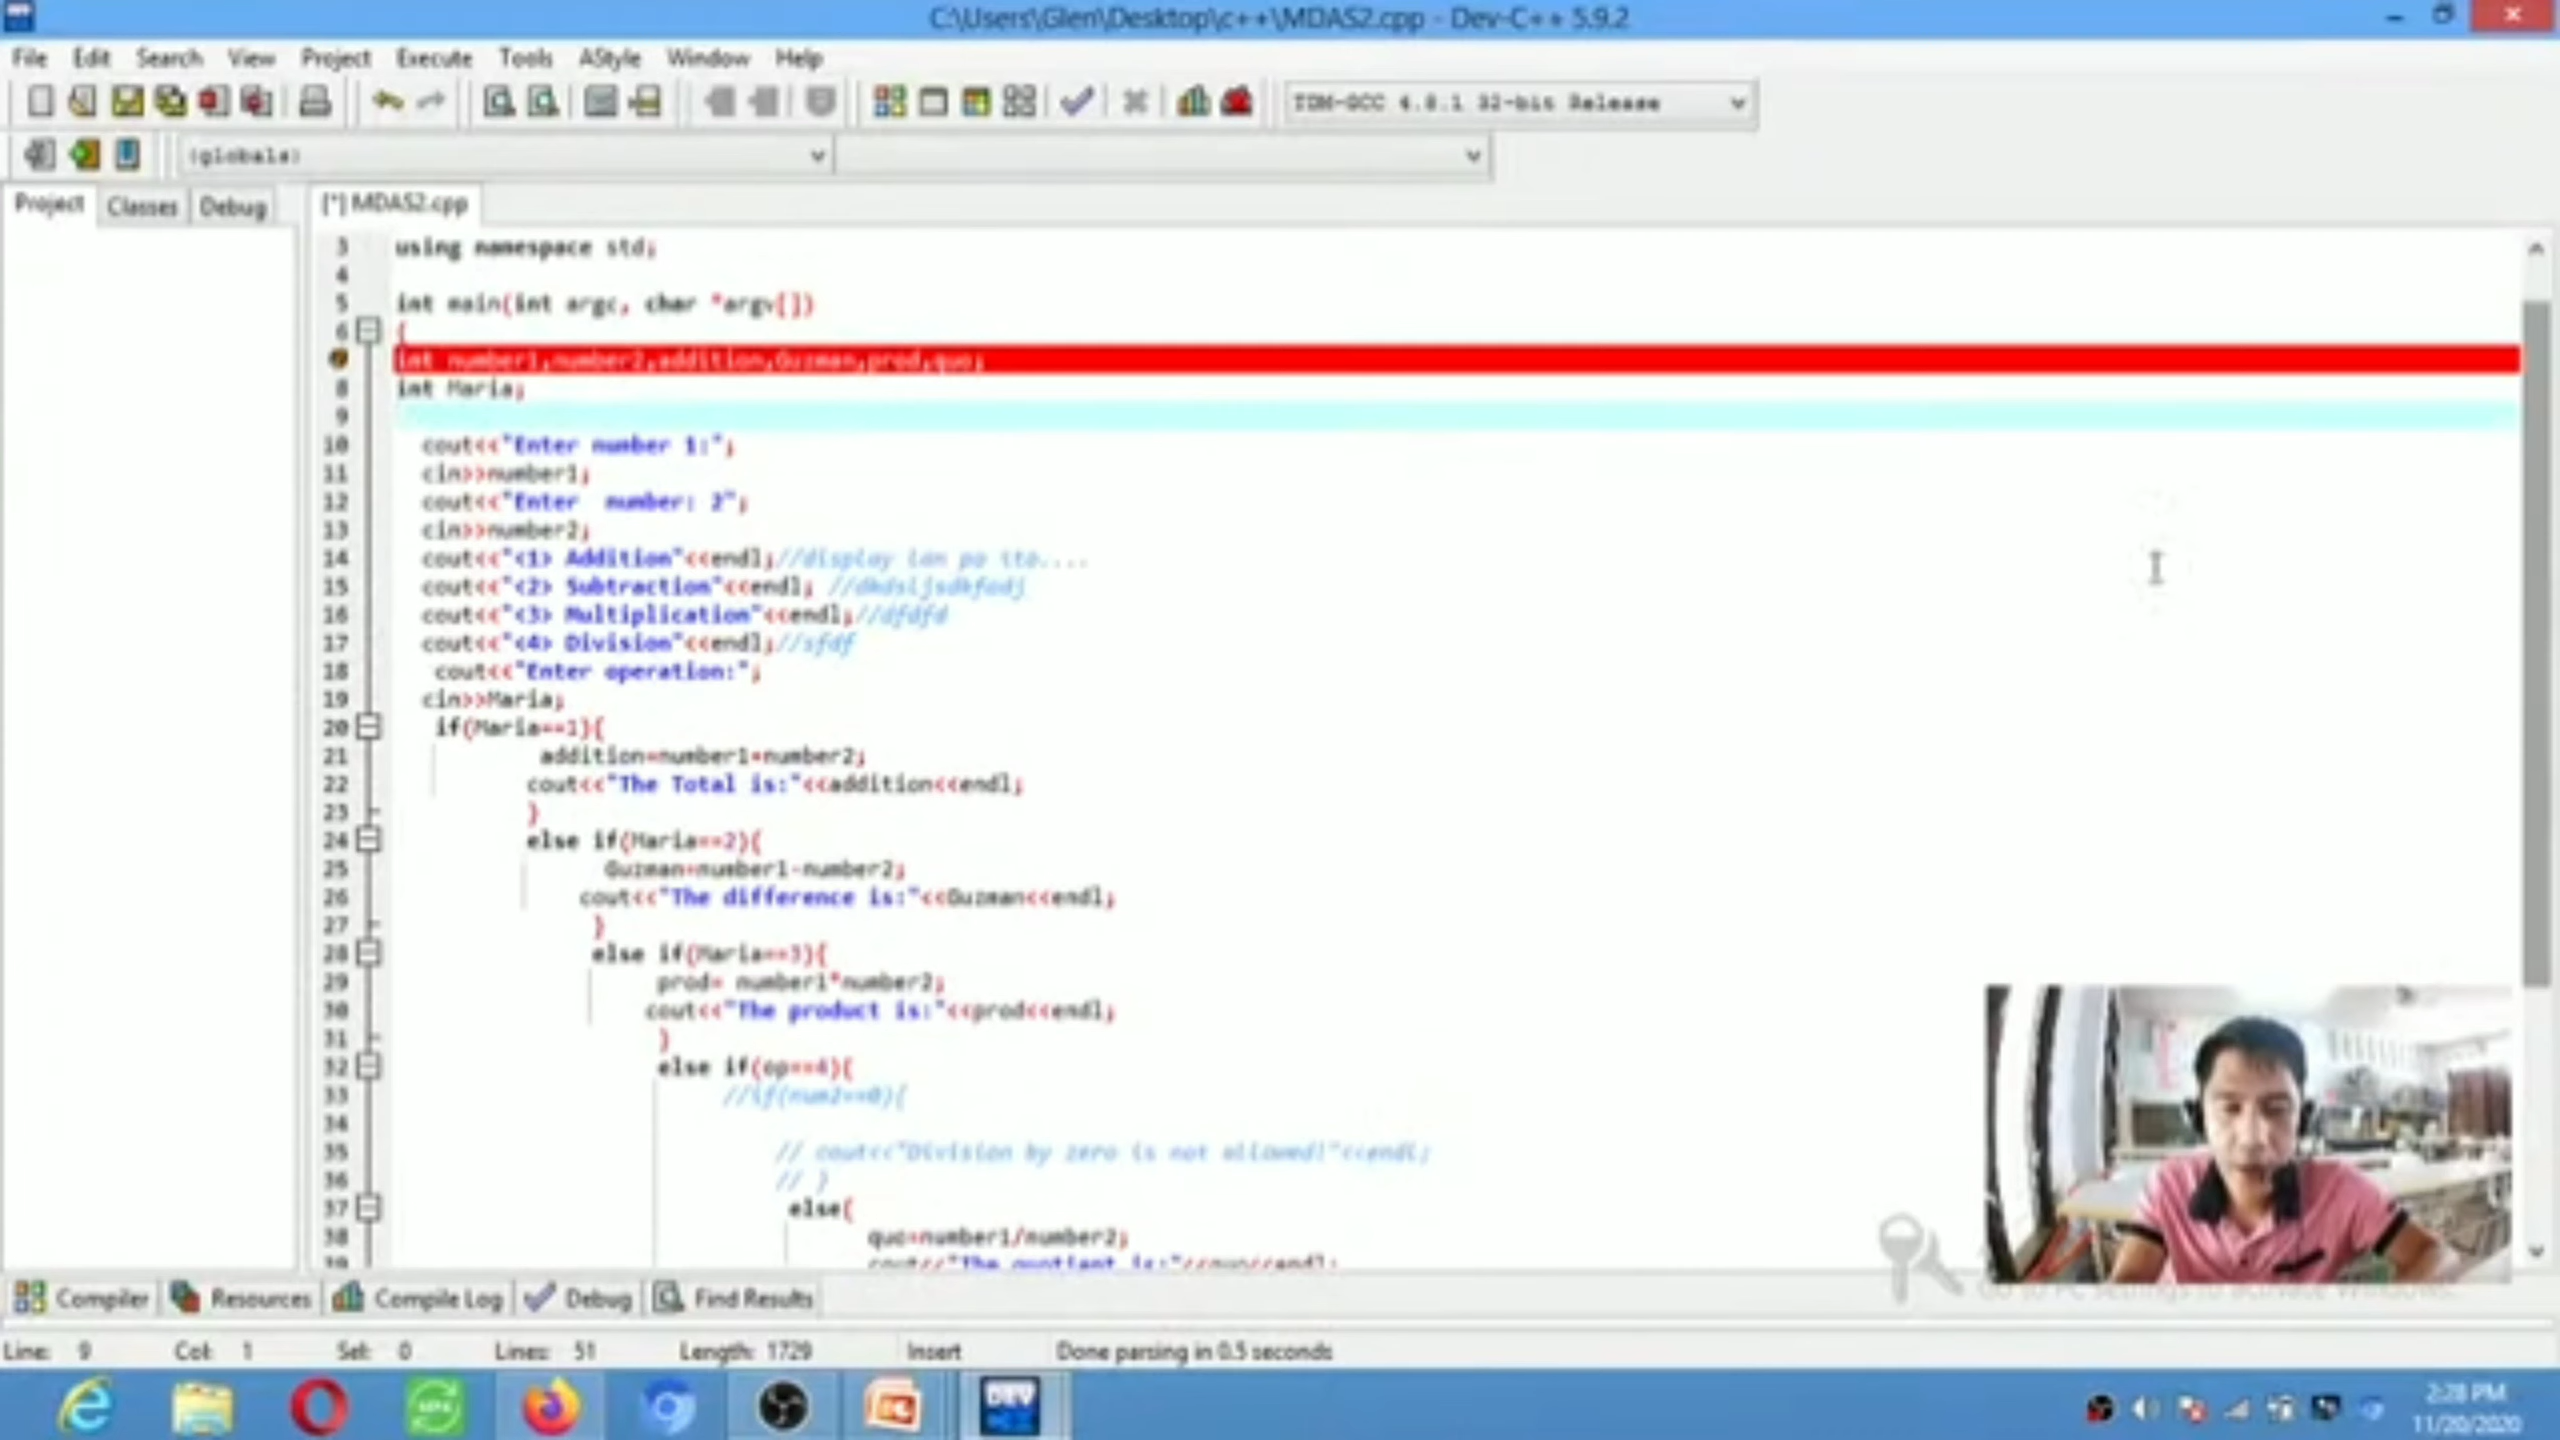 C:\Users\Glen\Desktop\c++\MDAS2.cpp - Dev-C++ 5.9.2
File Edit Search View Project Execute Tools AStyle Window Help
TDM-GCC 4.8.1 32-bit Release
(globals)
Project Classes Debug
[*] MDAS2.cpp
3 using namespace std;
4
5 int main(int argc, char *argv[])
6 {
int number1,number2,addition,Guzman,prod,quo;
8 int Maria;
9
10 cout<<"Enter number 1:";
11 cin>>number1;
12 cout<<"Enter  number: 2";
13 cin>>number2;
14 cout<<"<1> Addition"<<endl;//display lan po ito....
15 cout<<"<2> Subtraction"<<endl; //dkdsljsdkfodj
16 cout<<"<3> Multiplication"<<endl;//dfdfd
17 cout<<"<4> Division"<<endl;//sfdf
18 cout<<"Enter operation:";
19 cin>>Maria;
20 if(Maria==1){
21 addition=number1+number2;
22 cout<<"The Total is:"<<addition<<endl;
23 }
24 else if(Maria==2){
25 Guzman=number1-number2;
26 cout<<"The difference is:"<<Guzman<<endl;
27 }
28 else if(Maria==3){
29 prod= number1*number2;
30 cout<<"The product is:"<<prod<<endl;
31 }
32 else if(op==4){
33 //if(num2==0){
34
35 // cout<<"Division by zero is not allowed!"<<endl;
36 // }
37 else{
38 quo=number1/number2;
39 cout<<"The quotient is:"<<quo<<endl;
Go to PC settings to activate Windows.
Compiler Resources Compile Log Debug Find Results
Line: 9 Col: 1 Sel: 0 Lines: 51 Length: 1729 Insert Done parsing in 0.5 seconds
DEV
2:28 PM
11/20/2020